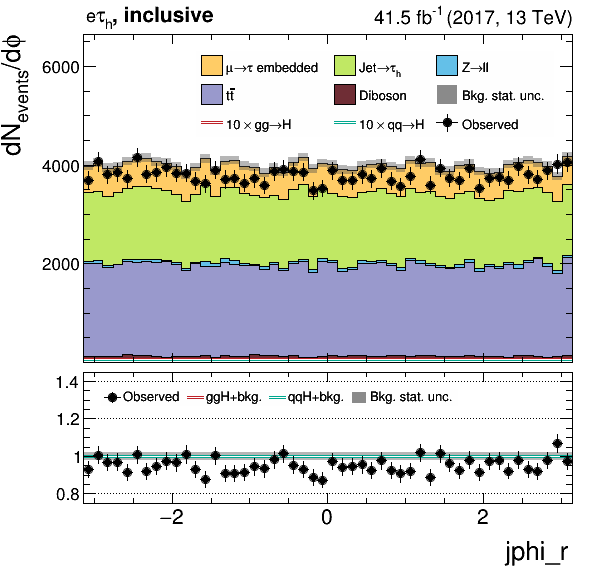 eτh, inclusive 41.5 fb⁻¹ (2017, 13 TeV)
dNevents/dϕ
6000
4000
2000
μ→τ embedded Jet→τh Z→ll
tt̄ Diboson Bkg. stat. unc.
10 × gg→H 10 × qq→H Observed
1.4
1.2
1
0.8
Observed ggH+bkg. qqH+bkg. Bkg. stat. unc.
−2 0 2
jphi_r